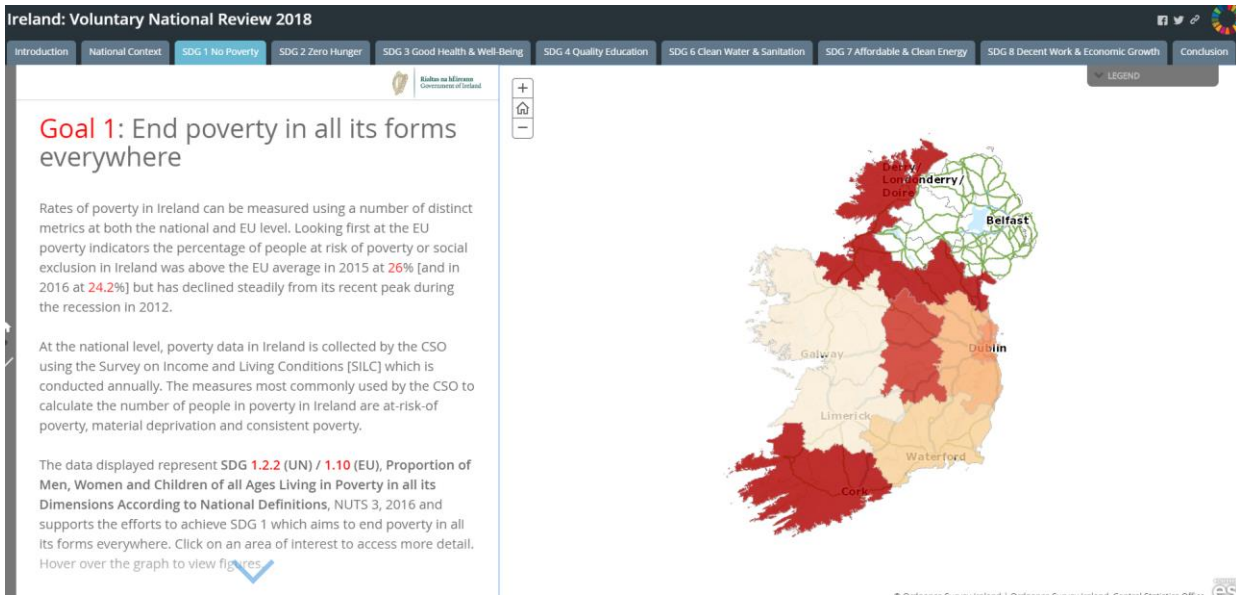 Ireland: Voluntary National Review 2018
Introduction
National Context
SDG 1 No Poverty
SDG 2 Zero Hunger
SDG 3 Good Health & Well-Being
SDG 4 Quality Education
SDG 6 Clean Water & Sanitation
SDG 7 Affordable & Clean Energy
SDG 8 Decent Work & Economic Growth
Conclusion
Rialtas na hÉireann
Government of Ireland
Goal 1: End poverty in all its forms
everywhere
Rates of poverty in Ireland can be measured using a number of distinct
metrics at both the national and EU level. Looking first at the EU
poverty indicators the percentage of people at risk of poverty or social
exclusion in Ireland was above the EU average in 2015 at 26% [and in
2016 at 24.2%] but has declined steadily from its recent peak during
the recession in 2012.
At the national level, poverty data in Ireland is collected by the CSO
using the Survey on Income and Living Conditions [SILC] which is
conducted annually. The measures most commonly used by the CSO to
calculate the number of people in poverty in Ireland are at-risk-of
poverty, material deprivation and consistent poverty.
The data displayed represent SDG 1.2.2 (UN) / 1.10 (EU), Proportion of
Men, Women and Children of all Ages Living in Poverty in all its
Dimensions According to National Definitions, NUTS 3, 2016 and
supports the efforts to achieve SDG 1 which aims to end poverty in all
its forms everywhere. Click on an area of interest to access more detail.
Hover over the graph to view figures
LEGEND
Derry/
Londonderry/
Doire
Belfast
Galway
Limerick
Waterford
Cork
es